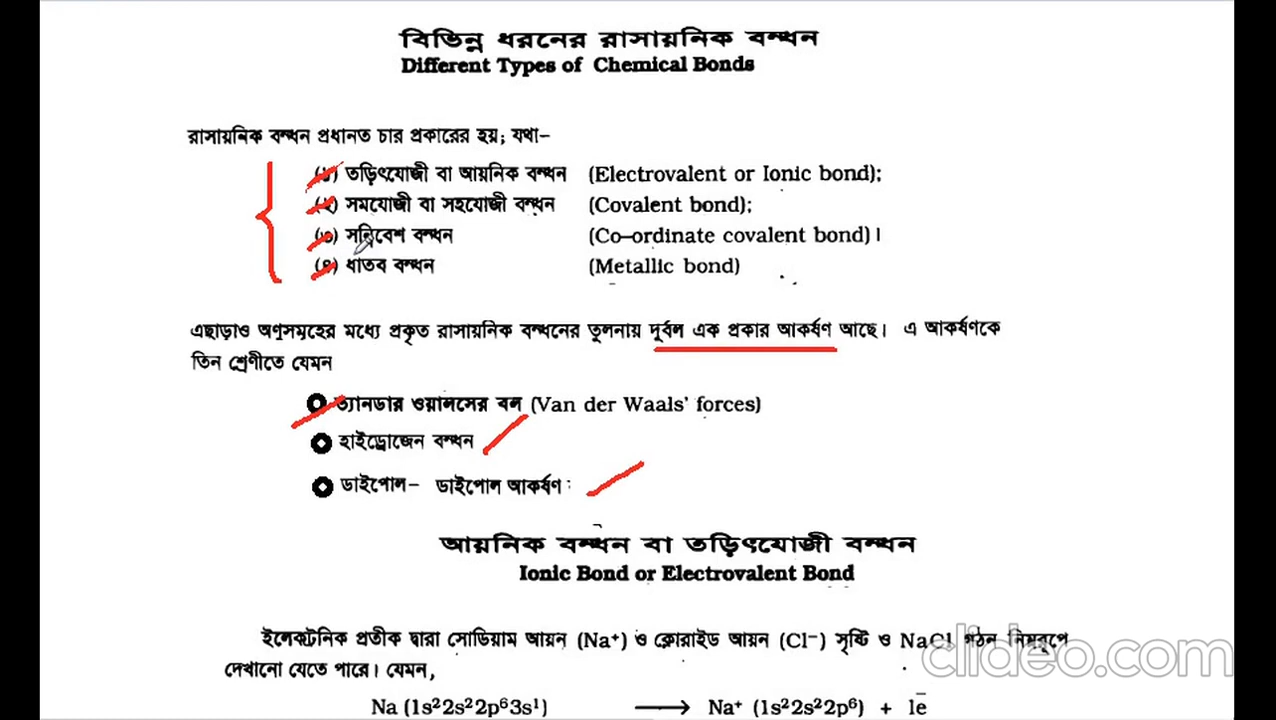 বিভিন্ন ধরনের রাসায়নিক বন্ধন
Different Types of Chemical Bonds
রাসায়নিক বন্ধন প্রধানত চার প্রকারের হয়; যথা-
(১) তড়িৎযোজী বা আয়নিক বন্ধন (Electrovalent or Ionic bond);
(২) সমযোজী বা সহযোজী বন্ধন (Covalent bond);
(৩) সন্নিবেশ বন্ধন (Co-ordinate covalent bond)।
(৪) ধাতব বন্ধন (Metallic bond)
এছাড়াও অণুসমূহের মধ্যে প্রকৃত রাসায়নিক বন্ধনের তুলনায় দুর্বল এক প্রকার আকর্ষণ আছে। এ আকর্ষণকে
তিন শ্রেণীতে যেমন
ভ্যানডার ওয়ালসের বল (Van der Waals' forces)
হাইড্রোজেন বন্ধন
ডাইপোল- ডাইপোল আকর্ষণ
আয়নিক বন্ধন বা তড়িৎযোজী বন্ধন
Ionic Bond or Electrovalent Bond
ইলেকট্রনিক প্রতীক দ্বারা সোডিয়াম আয়ন (Na⁺) ও ক্লোরাইড আয়ন (Cl⁻) সৃষ্টি ও NaCl গঠন নিম্নরূপে
দেখানো যেতে পারে। যেমন,
Na (1s²2s²2p⁶3s¹) ⟶ Na⁺ (1s²2s²2p⁶) + 1e̅
clideo.com